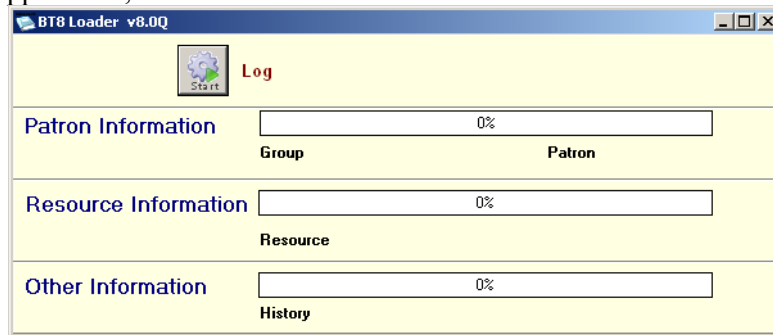 BT8 Loader v8.0Q
Start
Log
Patron Information
0%
Group Patron
Resource Information
0%
Resource
Other Information
0%
History